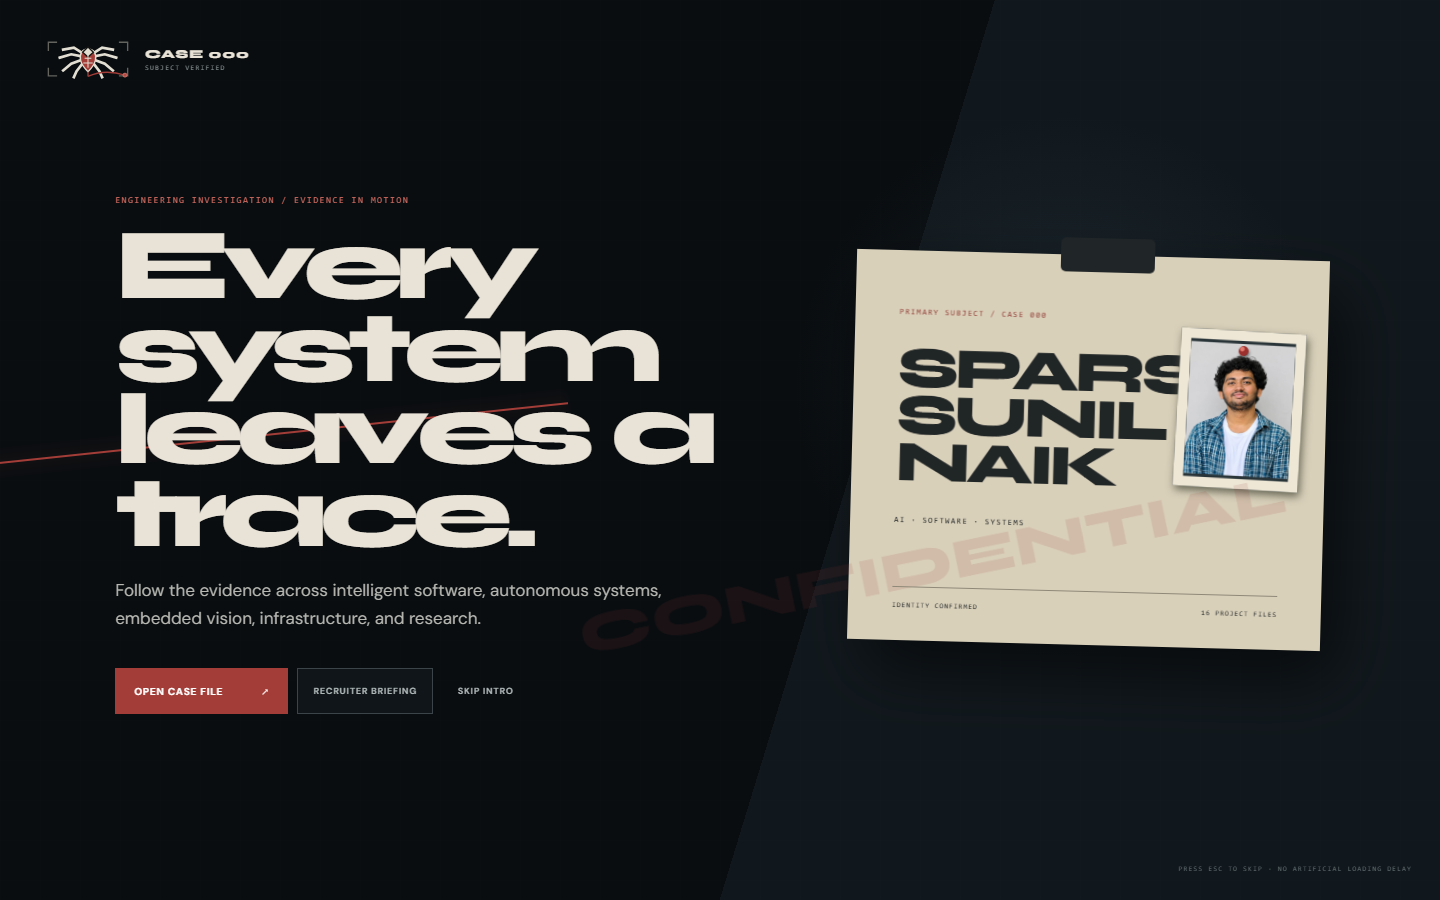 CASE 000
SUBJECT VERIFIED
ENGINEERING INVESTIGATION / EVIDENCE IN MOTION
Every
system
leaves a
trace.
Follow the evidence across intelligent software, autonomous systems,
embedded vision, infrastructure, and research.
OPEN CASE FILE ↗
RECRUITER BRIEFING
SKIP INTRO
PRIMARY SUBJECT / CASE 000
SPARS
SUNIL
NAIK
AI · SOFTWARE · SYSTEMS
CONFIDENTIAL
IDENTITY CONFIRMED
16 PROJECT FILES
PRESS ESC TO SKIP · NO ARTIFICIAL LOADING DELAY